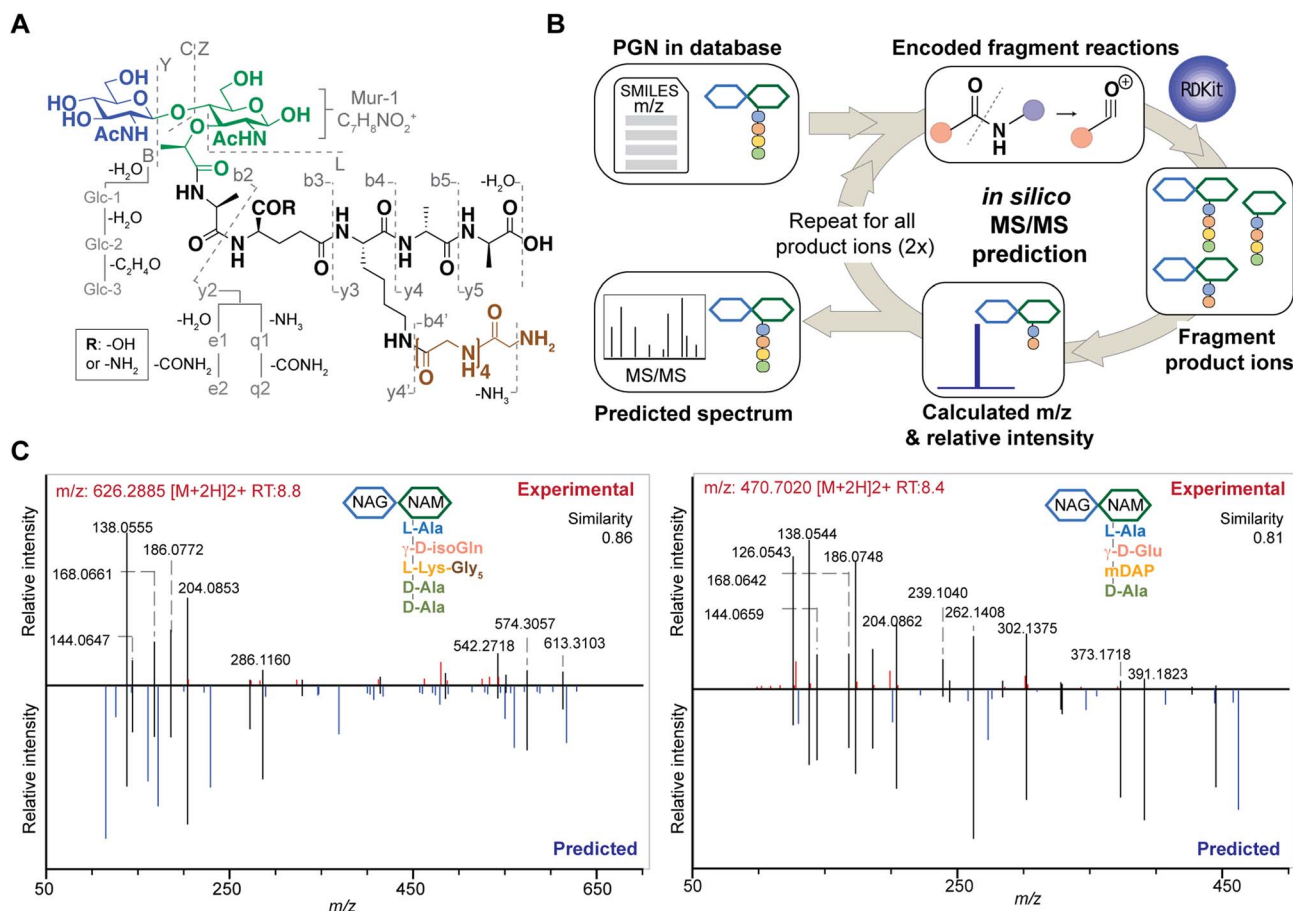 A
C Z
Y
OH
OH
HO
HO
O
O
O
OH
AcNH
O
AcHN
Mur-1
C₇H₈NO₂⁺
B
L
-H₂O
O
Glc-1
HN
b2
b3
b4
b5
-H₂O
-H₂O
COR
H
N
O
H
N
O
Glc-2
O
N
H
O
N
H
O
OH
-C₂H₄O
Glc-3
y2
y3
y4
y5
-H₂O
-NH₃
b4'
O
e1
q1
HN
N
H
4
NH₂
R: -OH
or -NH₂
-CONH₂
-CONH₂
O
e2
q2
y4'
-NH₃
B
PGN in database
Encoded fragment reactions
SMILES
m/z
O
N
H
O⊕
RDKit
in silico
MS/MS
prediction
Repeat for all
product ions (2x)
Fragment
product ions
MS/MS
Predicted spectrum
Calculated m/z
& relative intensity
C
m/z: 626.2885 [M+2H]2+ RT:8.8
Experimental
NAG
NAM
Similarity
0.86
L-Ala
γ-D-isoGln
L-Lys-Gly₅
D-Ala
D-Ala
138.0555
186.0772
168.0661
204.0853
144.0647
286.1160
542.2718
574.3057
613.3103
Relative intensity
Relative intensity
Predicted
50
250
450
650
m/z
m/z: 470.7020 [M+2H]2+ RT:8.4
Experimental
NAG
NAM
Similarity
0.81
L-Ala
γ-D-Glu
mDAP
D-Ala
138.0544
126.0543
186.0748
168.0642
144.0659
204.0862
239.1040
262.1408
302.1375
373.1718
391.1823
Relative intensity
Relative intensity
Predicted
50
250
450
m/z